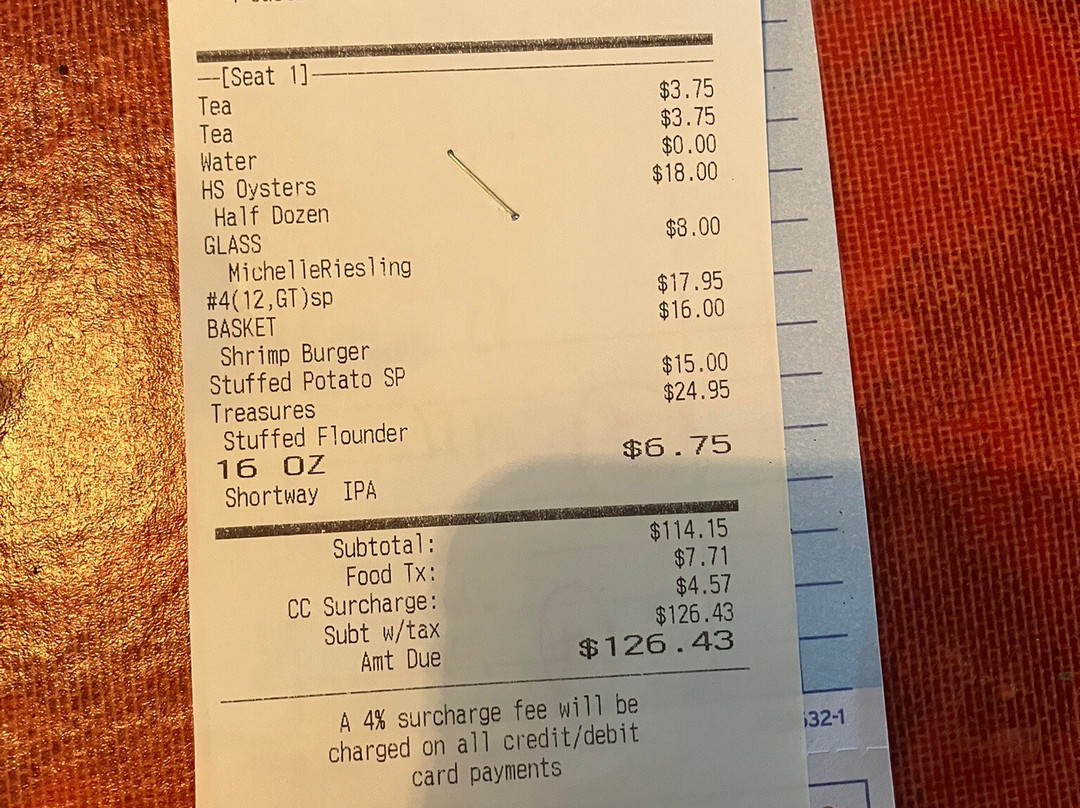 [Seat 1]
Tea $3.75
Tea $3.75
Water $0.00
HS Oysters $18.00
Half Dozen
GLASS $8.00
MichelleRiesling
#4(12,GT)sp $17.95
BASKET $16.00
Shrimp Burger
Stuffed Potato SP $15.00
Treasures $24.95
Stuffed Flounder
16 OZ $6.75
Shortway IPA
Subtotal: $114.15
Food Tx: $7.71
CC Surcharge: $4.57
Subt w/tax $126.43
Amt Due $126.43
A 4% surcharge fee will be
charged on all credit/debit
card payments
32-1